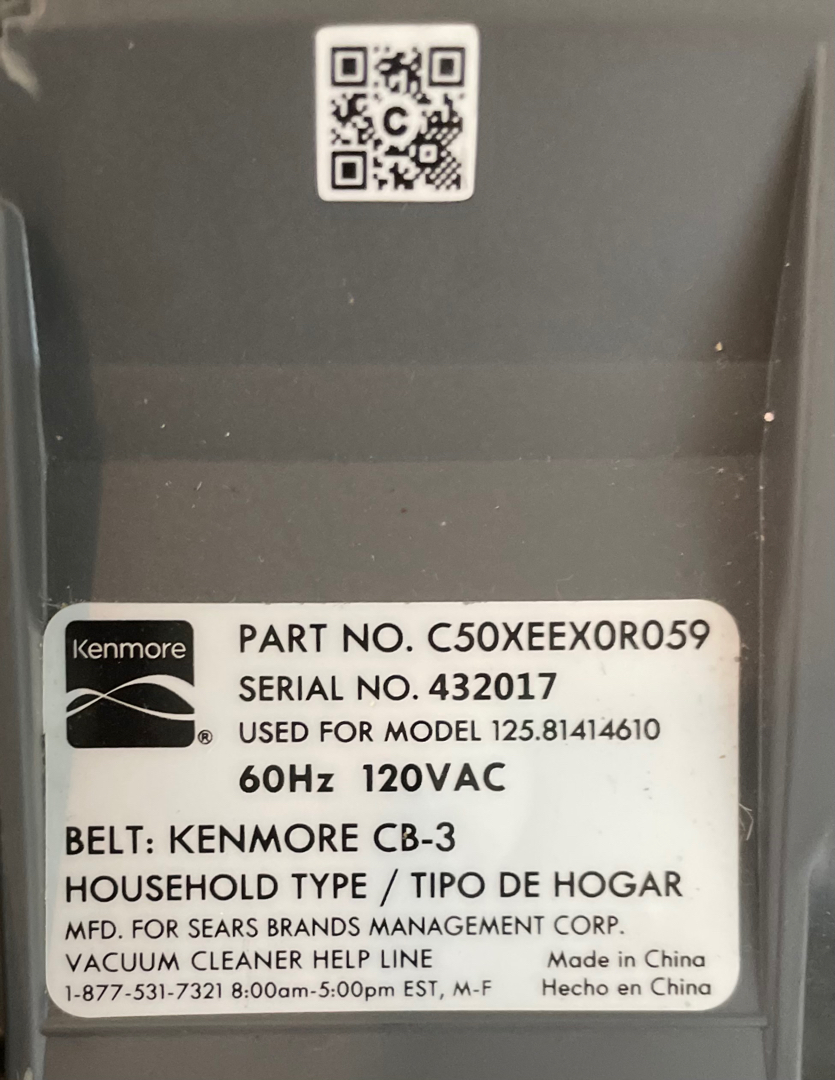 C
Kenmore
®
PART NO. C50XEEX0R059
SERIAL NO. 432017
USED FOR MODEL 125.81414610
60Hz 120VAC
BELT: KENMORE CB-3
HOUSEHOLD TYPE / TIPO DE HOGAR
MFD. FOR SEARS BRANDS MANAGEMENT CORP.
VACUUM CLEANER HELP LINE
1-877-531-7321 8:00am-5:00pm EST, M-F
Made in China
Hecho en China